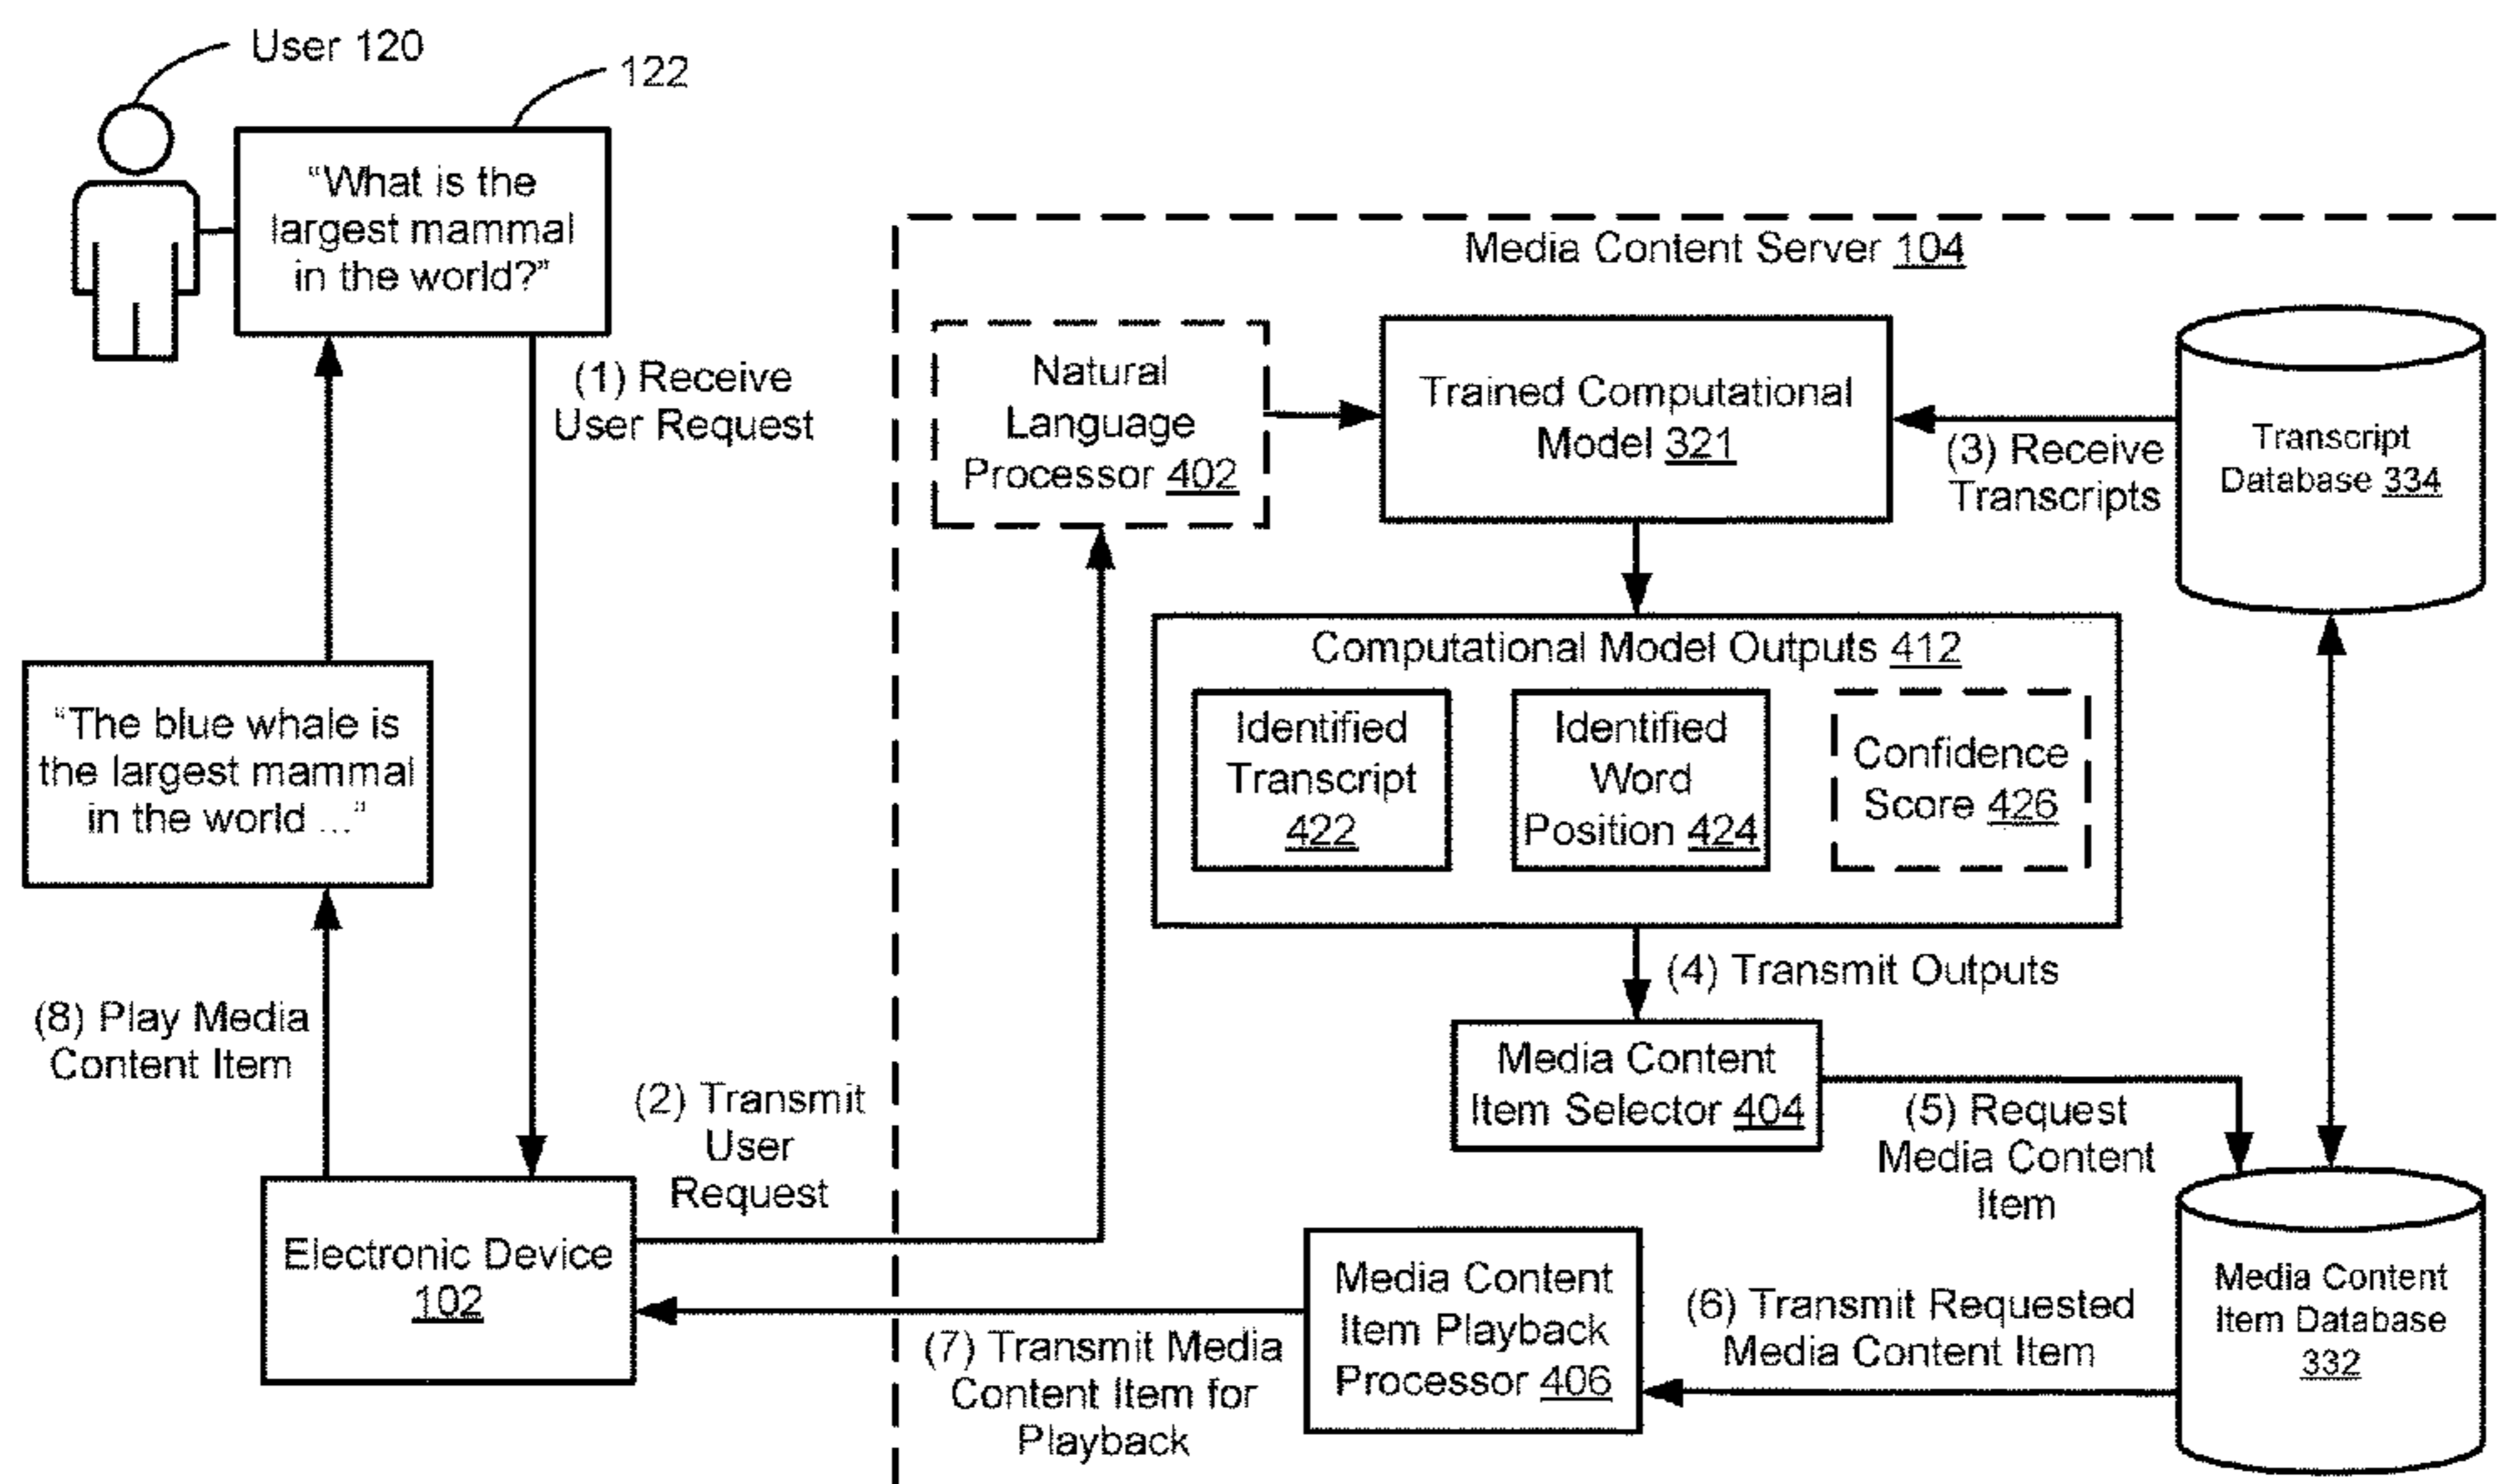 User 120
122
“What is the
largest mammal
in the world?”
(1) Receive
User Request
“The blue whale is
the largest mammal
in the world ...”
(8) Play Media
Content Item
(2) Transmit
User
Request
Electronic Device
102
Media Content Server 104
Natural
Language
Processor 402
Trained Computational
Model 321
(3) Receive
Transcripts
Transcript
Database 334
Computational Model Outputs 412
Identified
Transcript
422
Identified
Word
Position 424
Confidence
Score 426
(4) Transmit Outputs
Media Content
Item Selector 404
(5) Request
Media Content
Item
Media Content
Item Database
332
(6) Transmit Requested
Media Content Item
Media Content
Item Playback
Processor 406
(7) Transmit Media
Content Item for
Playback